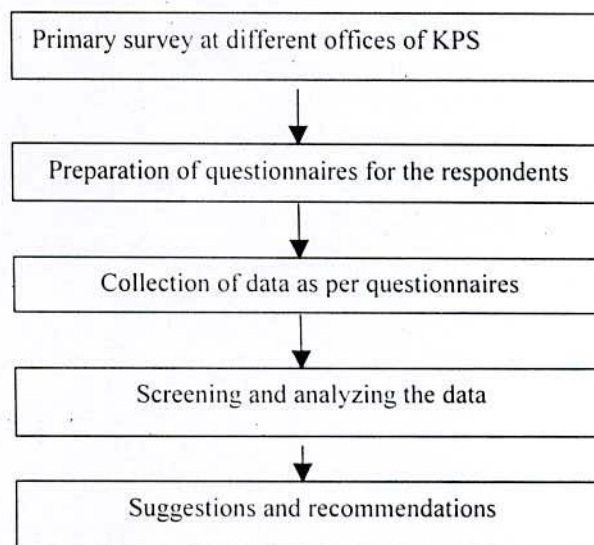 Primary survey at different offices of KPS
Preparation of questionnaires for the respondents
Collection of data as per questionnaires
Screening and analyzing the data
Suggestions and recommendations